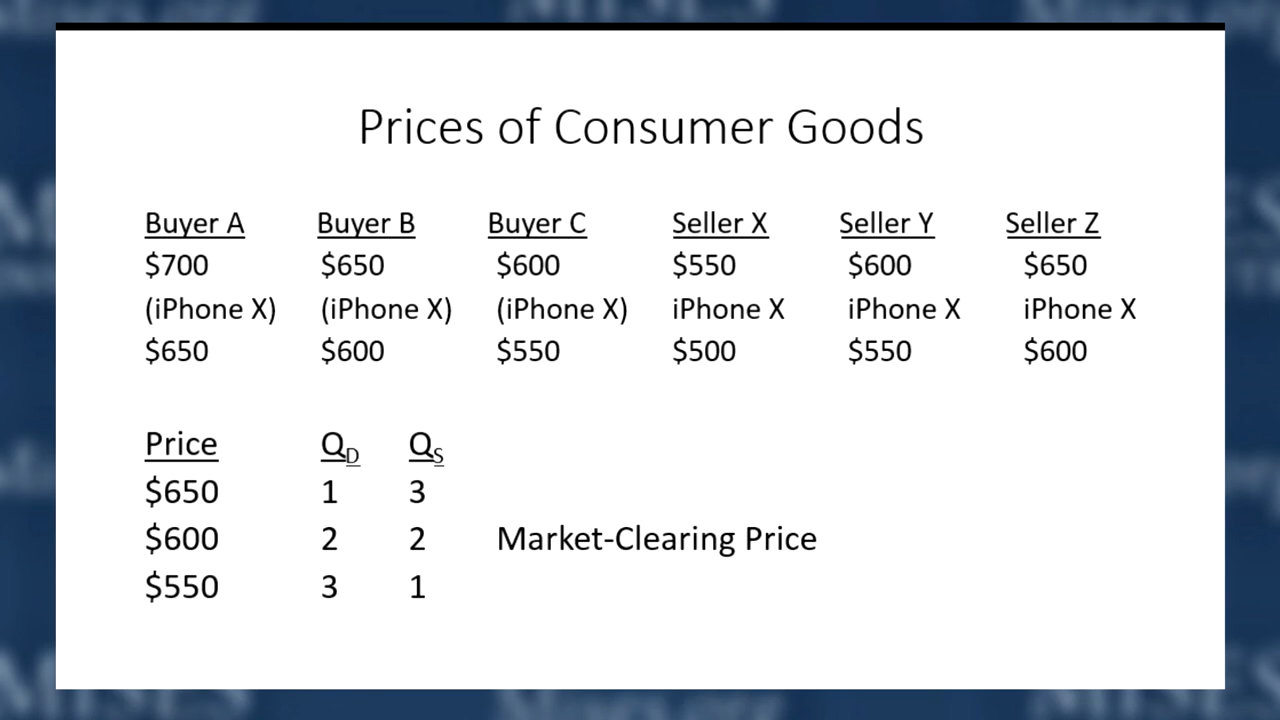 Prices of Consumer Goods
Buyer A Buyer B Buyer C Seller X Seller Y Seller Z
$700 $650 $600 $550 $600 $650
(iPhone X) (iPhone X) (iPhone X) iPhone X iPhone X iPhone X
$650 $600 $550 $500 $550 $600
Price QD QS
$650 1 3
$600 2 2 Market-Clearing Price
$550 3 1